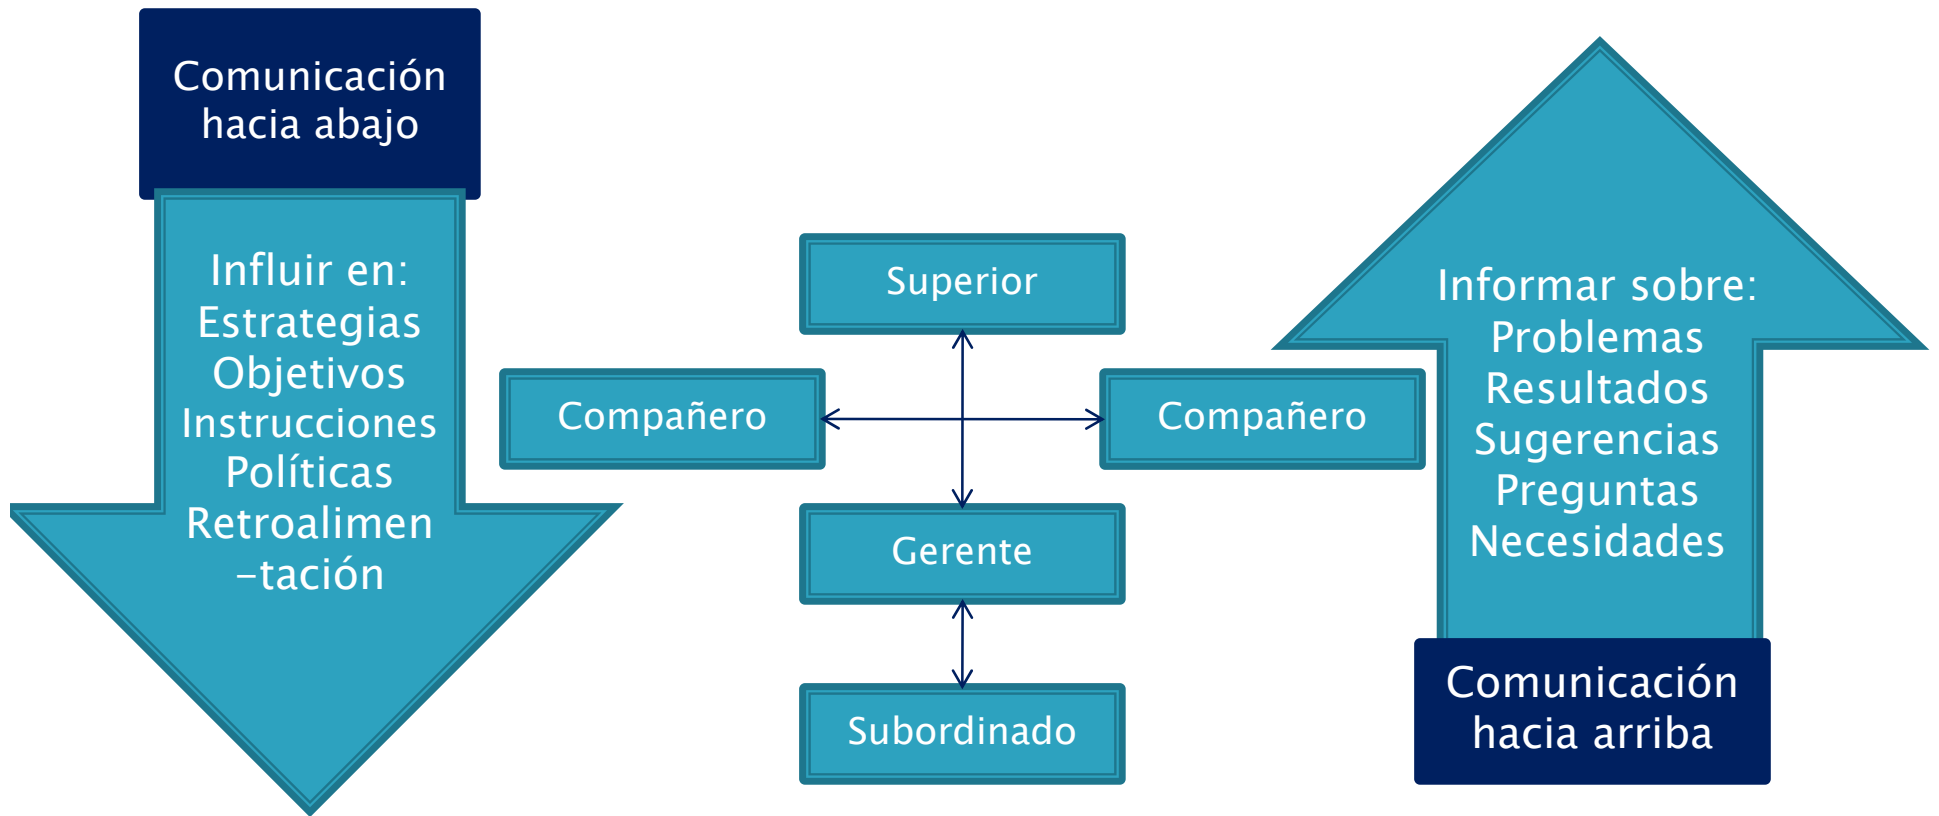 Comunicación
hacia abajo
Influir en:
Estrategias
Objetivos
Instrucciones
Políticas
Retroalimen
-tación
Superior
Compañero
Compañero
Gerente
Subordinado
Informar sobre:
Problemas
Resultados
Sugerencias
Preguntas
Necesidades
Comunicación
hacia arriba